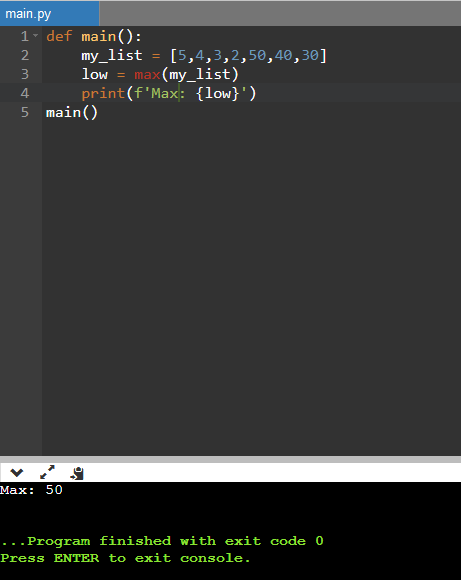 main.py
1 def main():
2     my_list = [5,4,3,2,50,40,30]
3     low = max(my_list)
4     print(f'Max: {low}')
5 main()
Max: 50
...Program finished with exit code 0
Press ENTER to exit console.